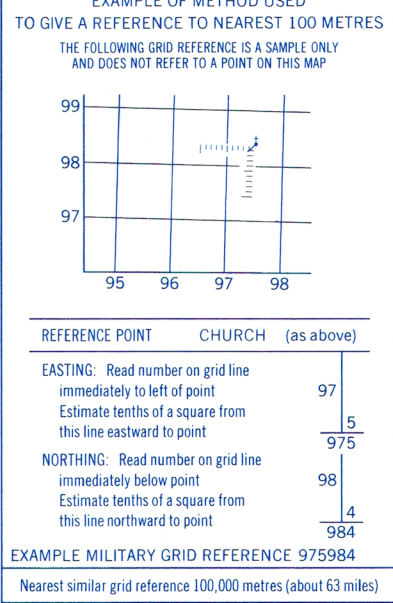 EXAMPLE OF METHOD USED
TO GIVE A REFERENCE TO NEAREST 100 METRES
THE FOLLOWING GRID REFERENCE IS A SAMPLE ONLY
AND DOES NOT REFER TO A POINT ON THIS MAP
99
98
97
95 96 97 98
REFERENCE POINT CHURCH (as above)
EASTING: Read number on grid line
immediately to left of point 97
Estimate tenths of a square from
this line eastward to point 5
975
NORTHING: Read number on grid line
immediately below point 98
Estimate tenths of a square from
this line northward to point 4
984
EXAMPLE MILITARY GRID REFERENCE 975984
Nearest similar grid reference 100,000 metres (about 63 miles)